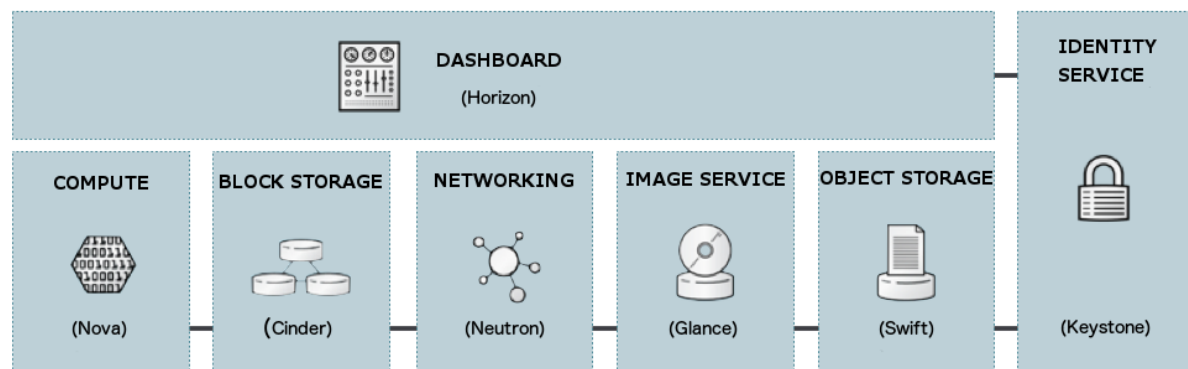 DASHBOARD
(Horizon)
IDENTITY
SERVICE
(Keystone)
COMPUTE
(Nova)
BLOCK STORAGE
(Cinder)
NETWORKING
(Neutron)
IMAGE SERVICE
(Glance)
OBJECT STORAGE
(Swift)